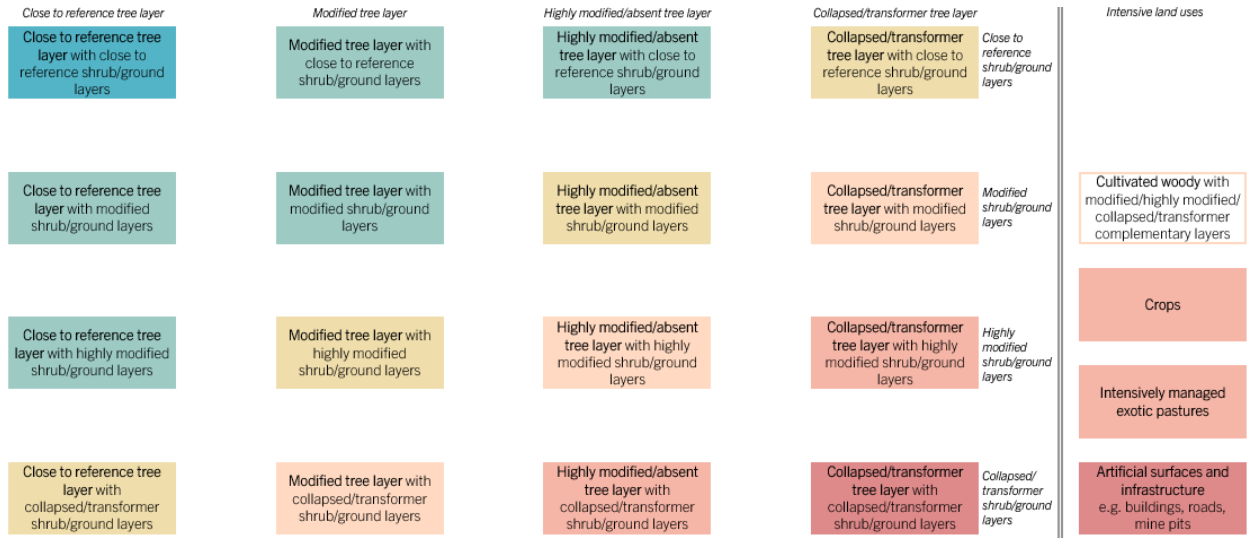 Close to reference tree layer
Modified tree layer
Highly modified/absent tree layer
Collapsed/transformer tree layer
Intensive land uses
Close to reference tree
layer with close to
reference shrub/ground
layers
Modified tree layer with
close to reference
shrub/ground layers
Highly modified/absent
tree layer with close to
reference shrub/ground
layers
Collapsed/transformer
tree layer with close to
reference shrub/ground
layers
Close to
reference
shrub/ground
layers
Close to reference tree
layer with modified
shrub/ground layers
Modified tree layer with
modified shrub/ground
layers
Highly modified/absent
tree layer with modified
shrub/ground layers
Collapsed/transformer
tree layer with modified
shrub/ground layers
Modified
shrub/ground
layers
Cultivated woody with
modified/highly modified/
collapsed/transformer
complementary layers
Crops
Close to reference tree
layer with highly modified
shrub/ground layers
Modified tree layer with
highly modified
shrub/ground layers
Highly modified/absent
tree layer with highly
modified shrub/ground
layers
Collapsed/transformer
tree layer with highly
modified shrub/ground
layers
Highly
modified
shrub/ground
layers
Intensively managed
exotic pastures
Close to reference tree
layer with
collapsed/transformer
shrub/ground layers
Modified tree layer with
collapsed/transformer
shrub/ground layers
Highly modified/absent
tree layer with
collapsed/transformer
shrub/ground layers
Collapsed/transformer
tree layer with
collapsed/transformer
shrub/ground layers
Collapsed/
transformer
shrub/ground
layers
Artificial surfaces and
infrastructure
e.g. buildings, roads,
mine pits